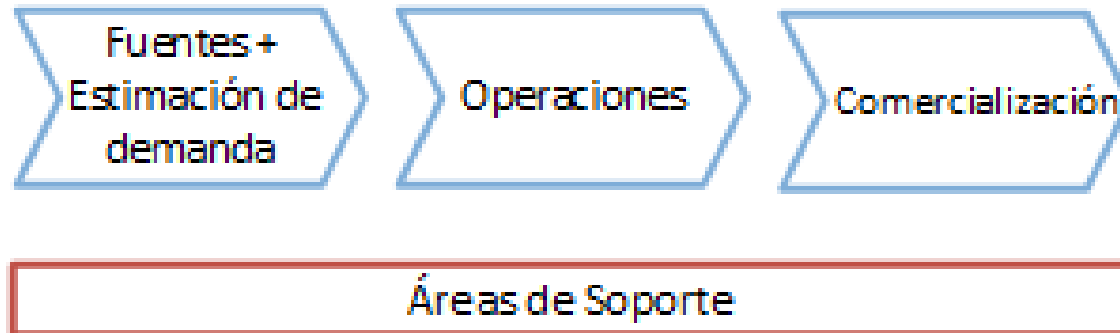 Fuentes +
Estimación de
demanda
Operaciones
Comercialización
Áreas de Soporte